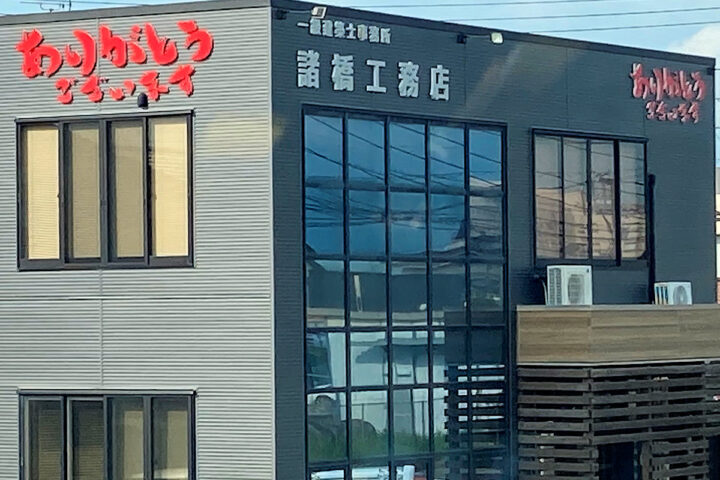 ありがとう
ございます
一級建築士事務所
諸橋工務店
ありがとう
ございます